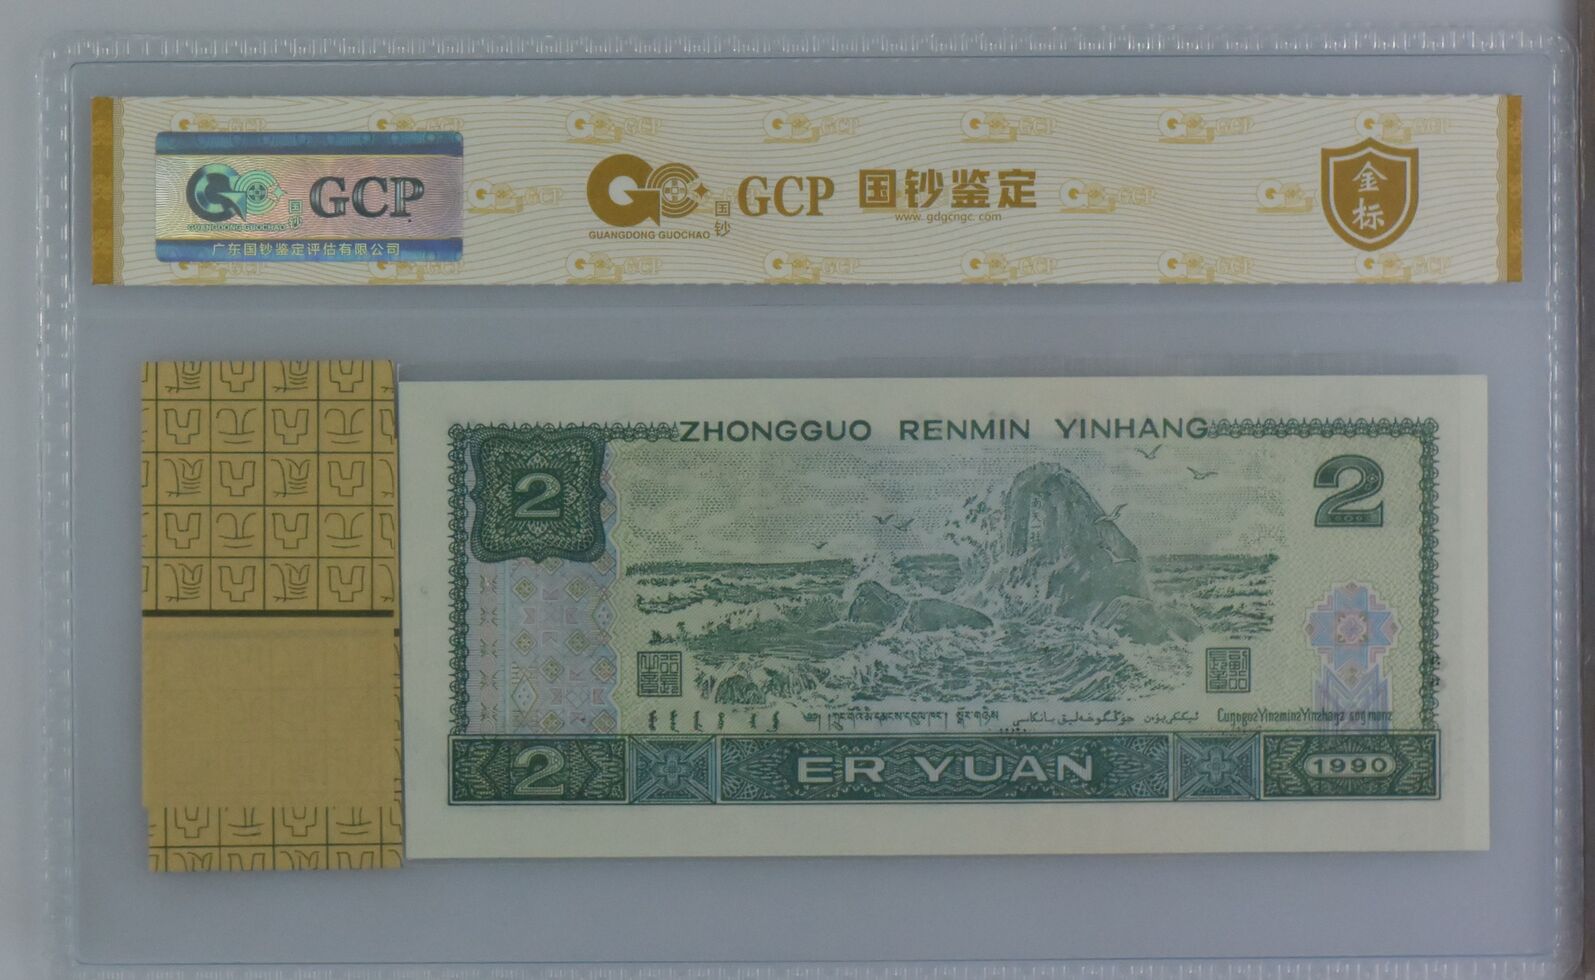 GCP
国钞
GUANGDONG GUOCHAO
广东国钞鉴定评估有限公司
GCP 国钞鉴定
国钞
www.gdgcngc.com
GUANGDONG GUOCHAO
金标
ZHONGGUO RENMIN YINHANG
2
2
2
ER YUAN
1990